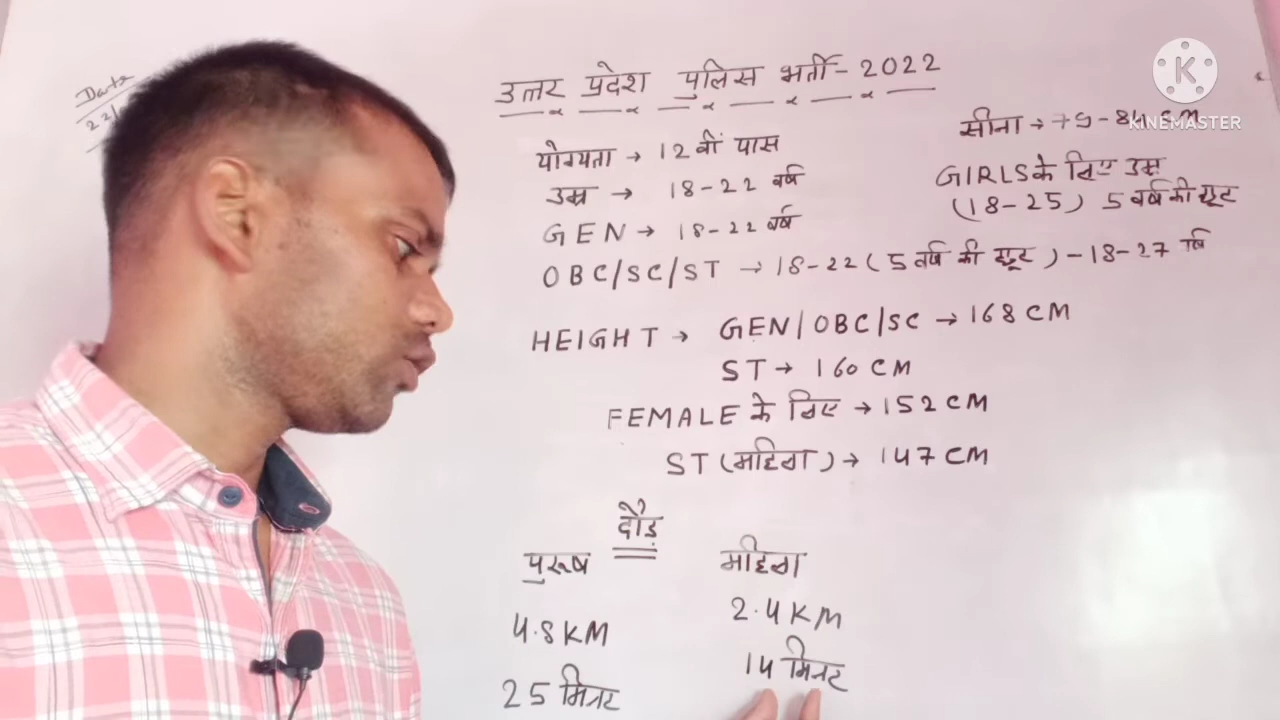 Date
22/
उत्तर प्रदेश पुलिस भर्ती - 2022
योग्यता → 12 वीं पास
उम्र → 18-22 वर्ष
GEN → 18-22 वर्ष
OBC/SC/ST → 18-22 (5 वर्ष की छूट) - 18-27 वर्ष
सीना → 79-84 CM
KINEMASTER
GIRLS के लिए उम्र
(18-25) 5 वर्ष की छूट
HEIGHT → GEN/OBC/SC → 168 CM
ST → 160 CM
FEMALE के लिए → 152 CM
ST (महिला) → 147 CM
दौड़
पुरूष महिला
4.8 KM 2.4 KM
25 मिनट 14 मिनट